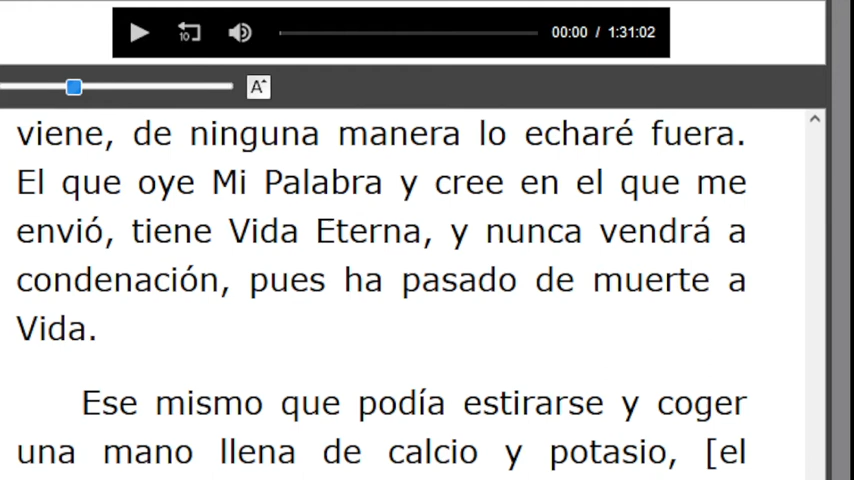 10
00:00 / 1:31:02
A^
viene, de ninguna manera lo echaré fuera.
El que oye Mi Palabra y cree en el que me
envió, tiene Vida Eterna, y nunca vendrá a
condenación, pues ha pasado de muerte a
Vida.
Ese mismo que podía estirarse y coger
una mano llena de calcio y potasio, [el